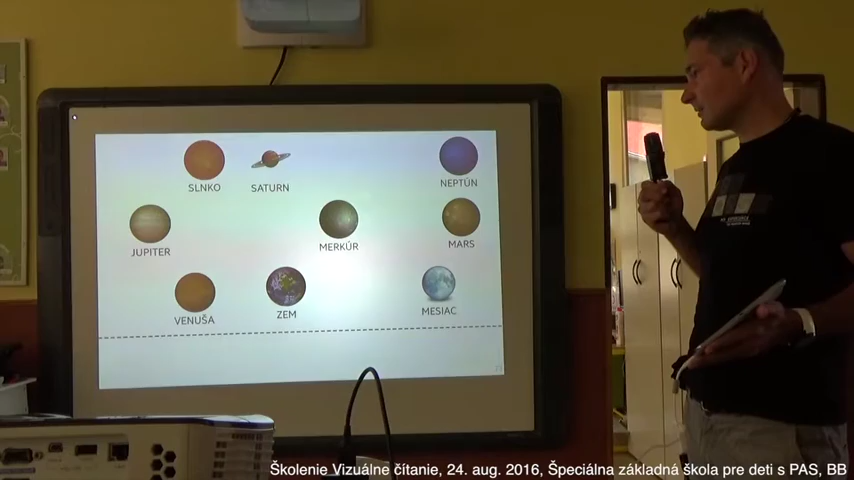 SLNKO
SATURN
NEPTÚN
JUPITER
MERKÚR
MARS
VENUŠA
ZEM
MESIAC
Školenie Vizuálne čítanie, 24. aug. 2016, Špeciálna základná škola pre deti s PAS, BB